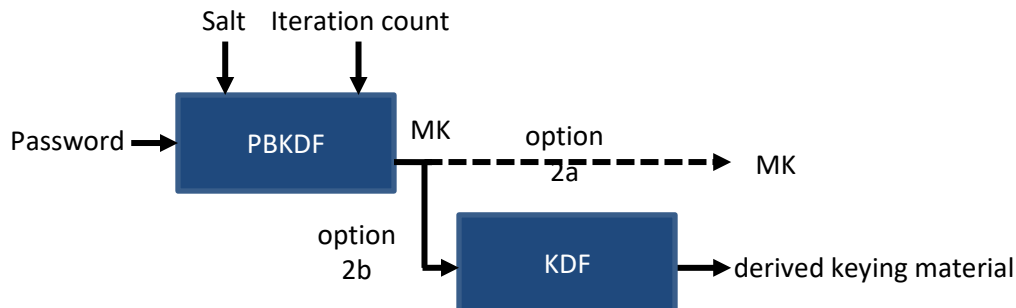 Salt Iteration count
Password
PBKDF
MK
option
2a
MK
option
2b
KDF
derived keying material